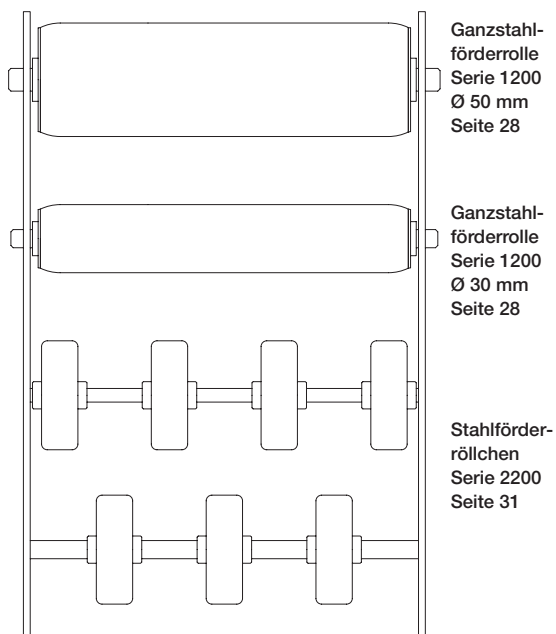 Ganzstahl-
förderrolle
Serie 1200
Ø 50 mm
Seite 28
Ganzstahl-
förderrolle
Serie 1200
Ø 30 mm
Seite 28
Stahlförder-
röllchen
Serie 2200
Seite 31